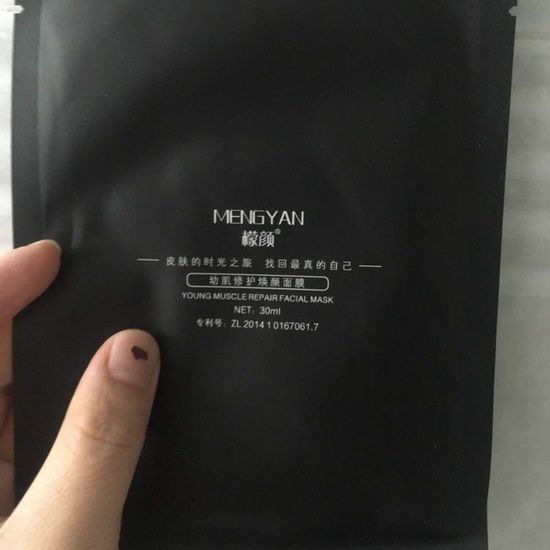 MENGYAN
檬颜®
皮肤的时光之旅 找回最真的自己
幼肌修护焕颜面膜
YOUNG MUSCLE REPAIR FACIAL MASK
NET: 30ml
专利号: ZL 2014 1 0167061.7